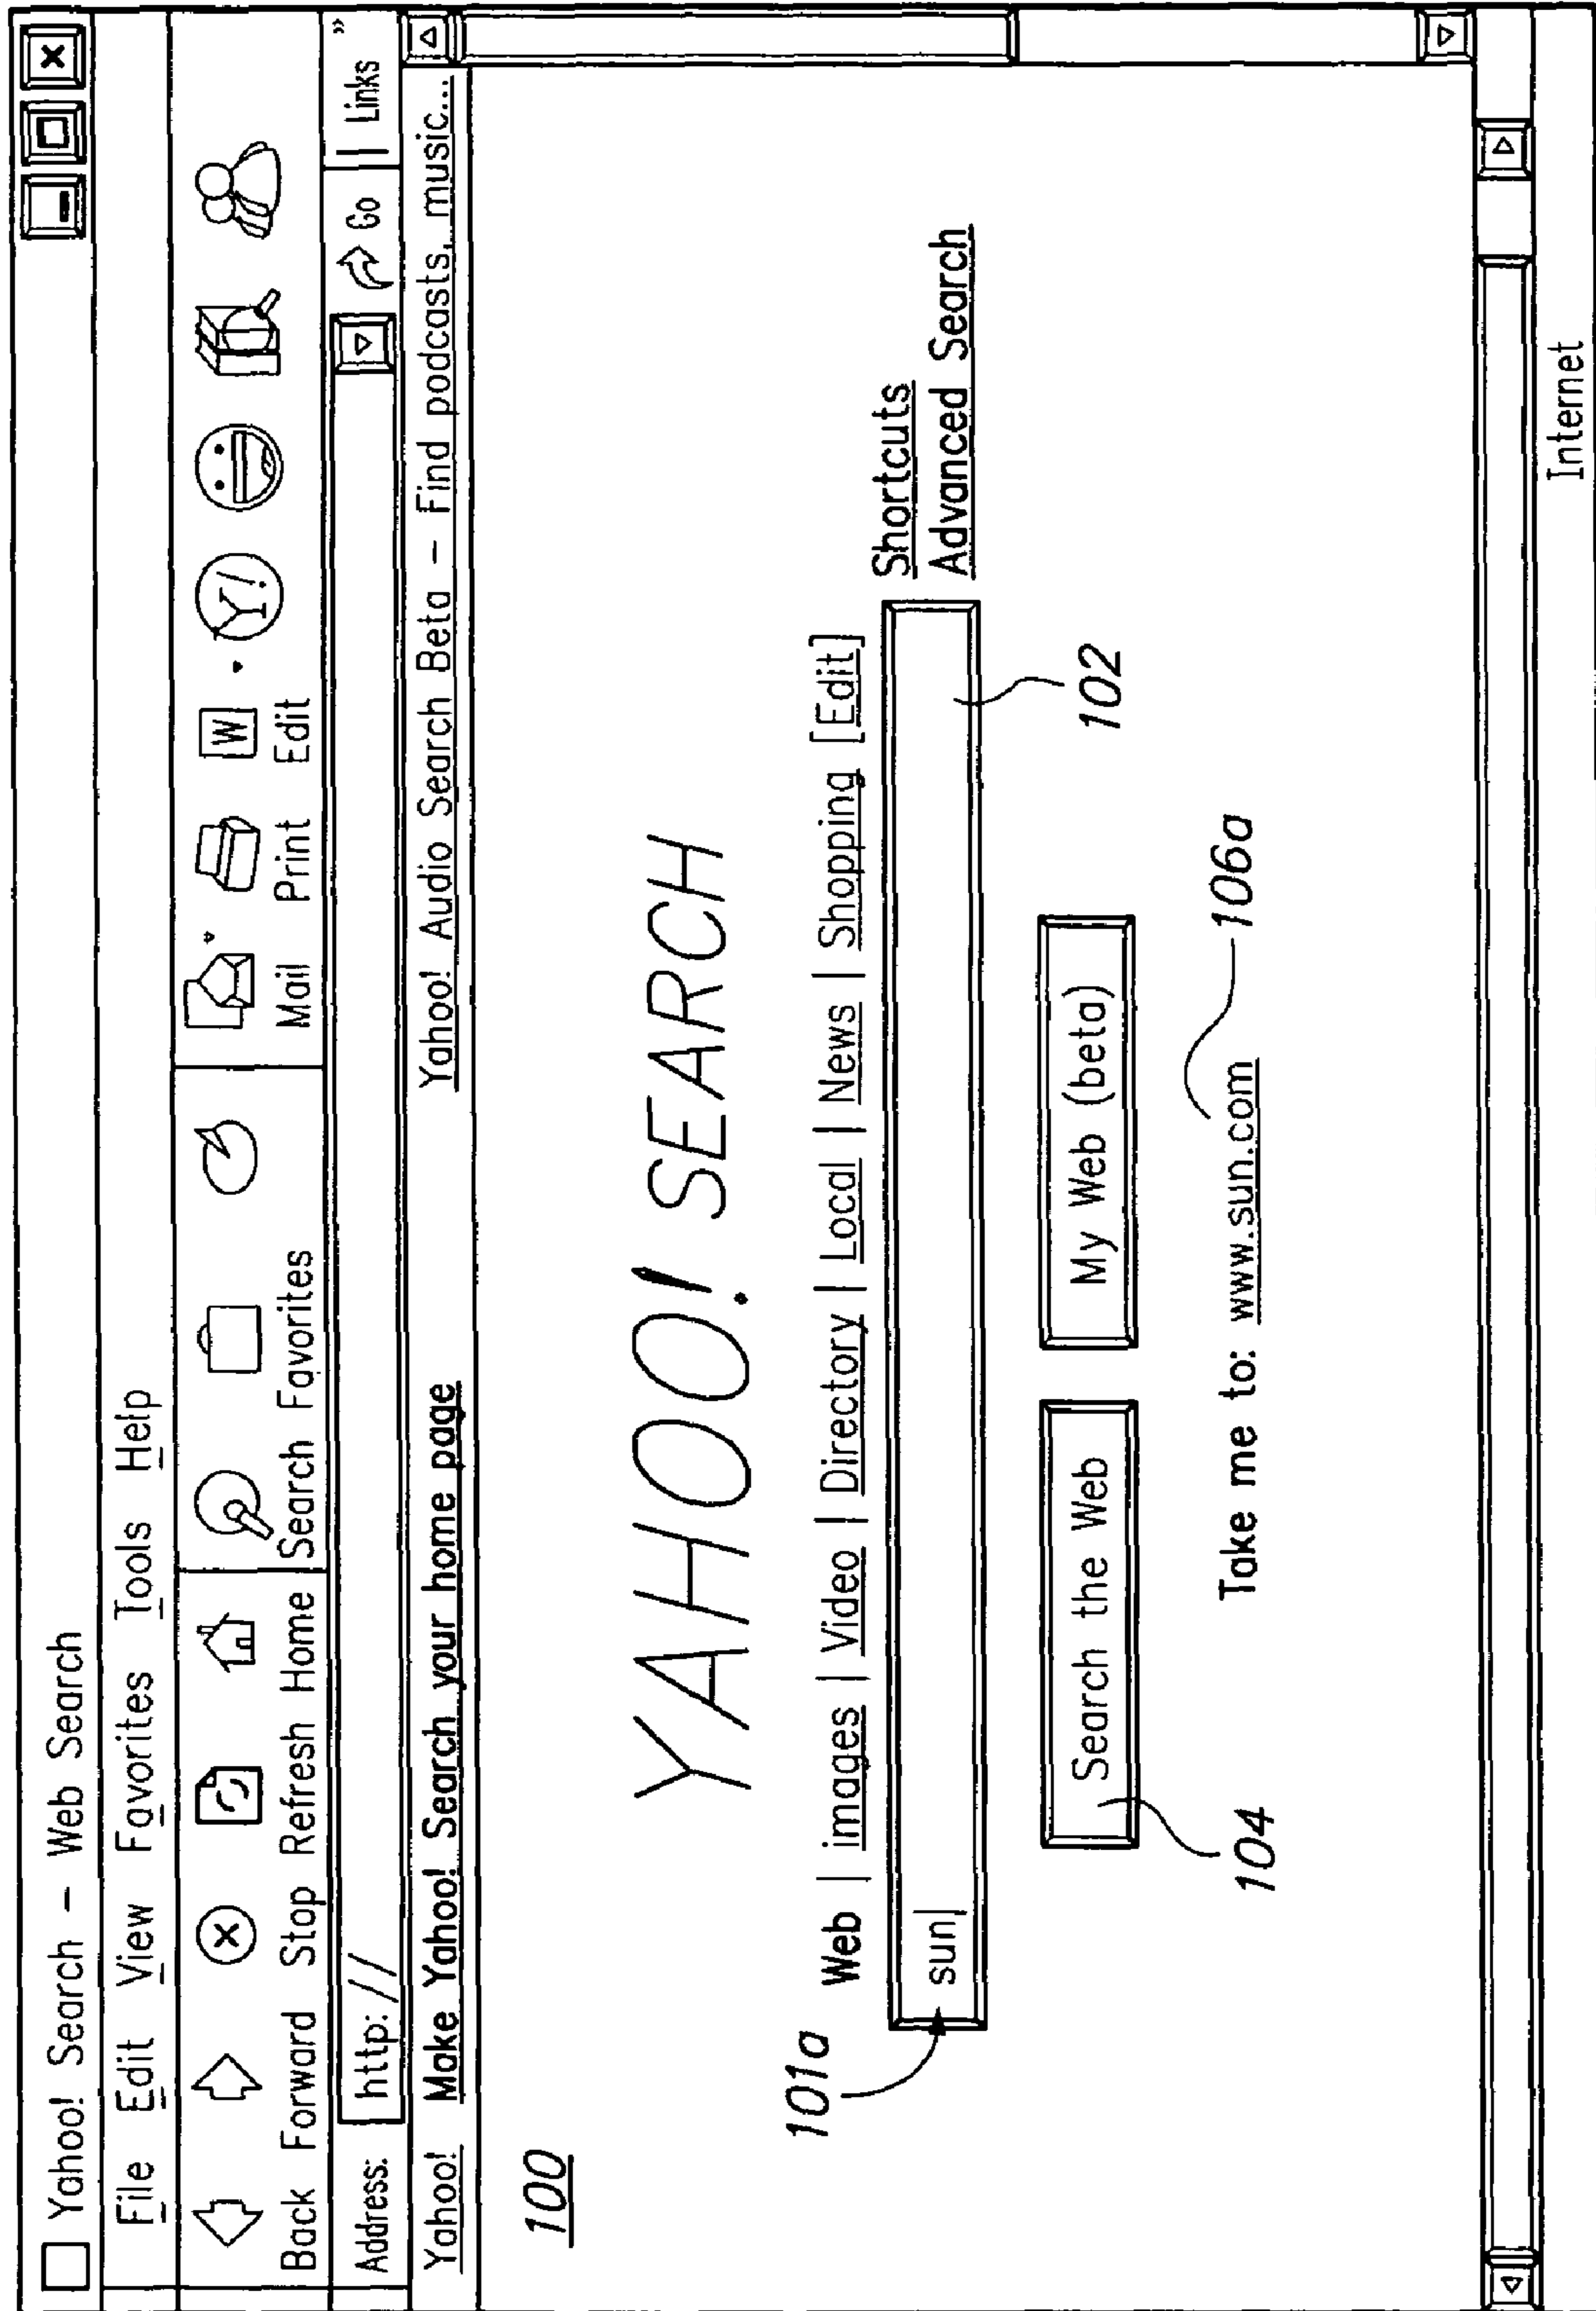 Yahoo! Search – Web Search
File Edit View Favorites Tools Help
Y!
W
Back Forward Stop Refresh Home Search Favorites Mail Print Edit
Address: http:// Go Links »
Yahoo! Make Yahoo! Search your home page Yahoo! Audio Search Beta – Find podcasts, music...
100
YAHOO! SEARCH
101a
Web | images | Video | Directory | Local | News | Shopping [Edit]
Shortcuts
sun
Advanced Search
102
Search the Web My Web (beta)
104
106a
Take me to: www.sun.com
Internet